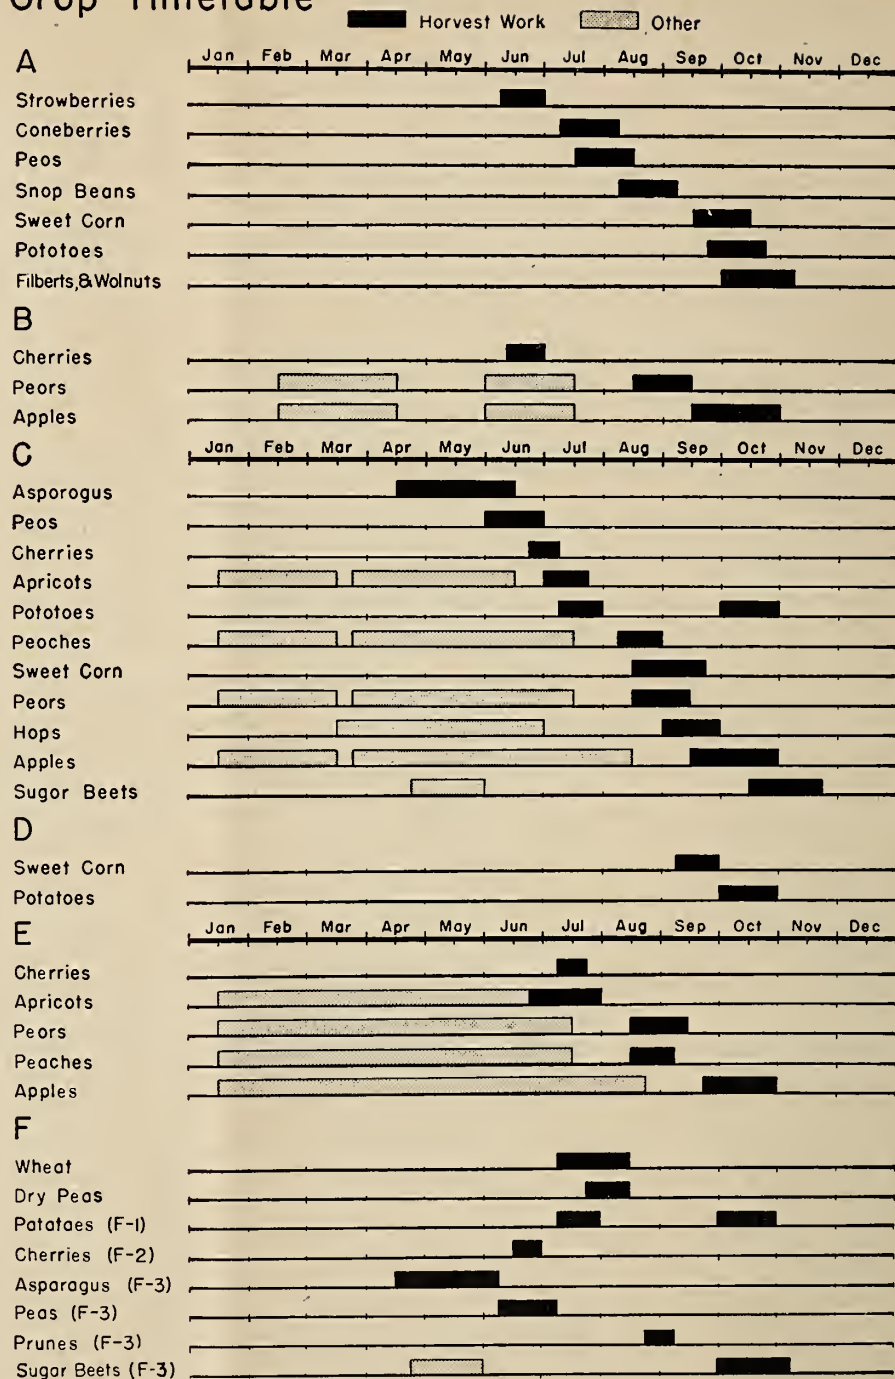 Crop Timetable
Horvest Work Other
A Jan Feb Mar Apr May Jun Jul Aug Sep Oct Nov Dec
Strowberries
Coneberries
Peos
Snop Beans
Sweet Corn
Pototoes
Filberts,&Wolnuts
B
Cherries
Peors
Apples
C Jan Feb Mar Apr May Jun Jul Aug Sep Oct Nov Dec
Asporogus
Peos
Cherries
Apricots
Pototoes
Peoches
Sweet Corn
Peors
Hops
Apples
Sugor Beets
D
Sweet Corn
Potatoes
E Jan Feb Mar Apr May Jun Jul Aug Sep Oct Nov Dec
Cherries
Apricots
Peors
Peaches
Apples
F
Wheat
Dry Peas
Patataes (F-1)
Cherries (F-2)
Asparagus (F-3)
Peas (F-3)
Prunes (F-3)
Sugar Beets (F-3)